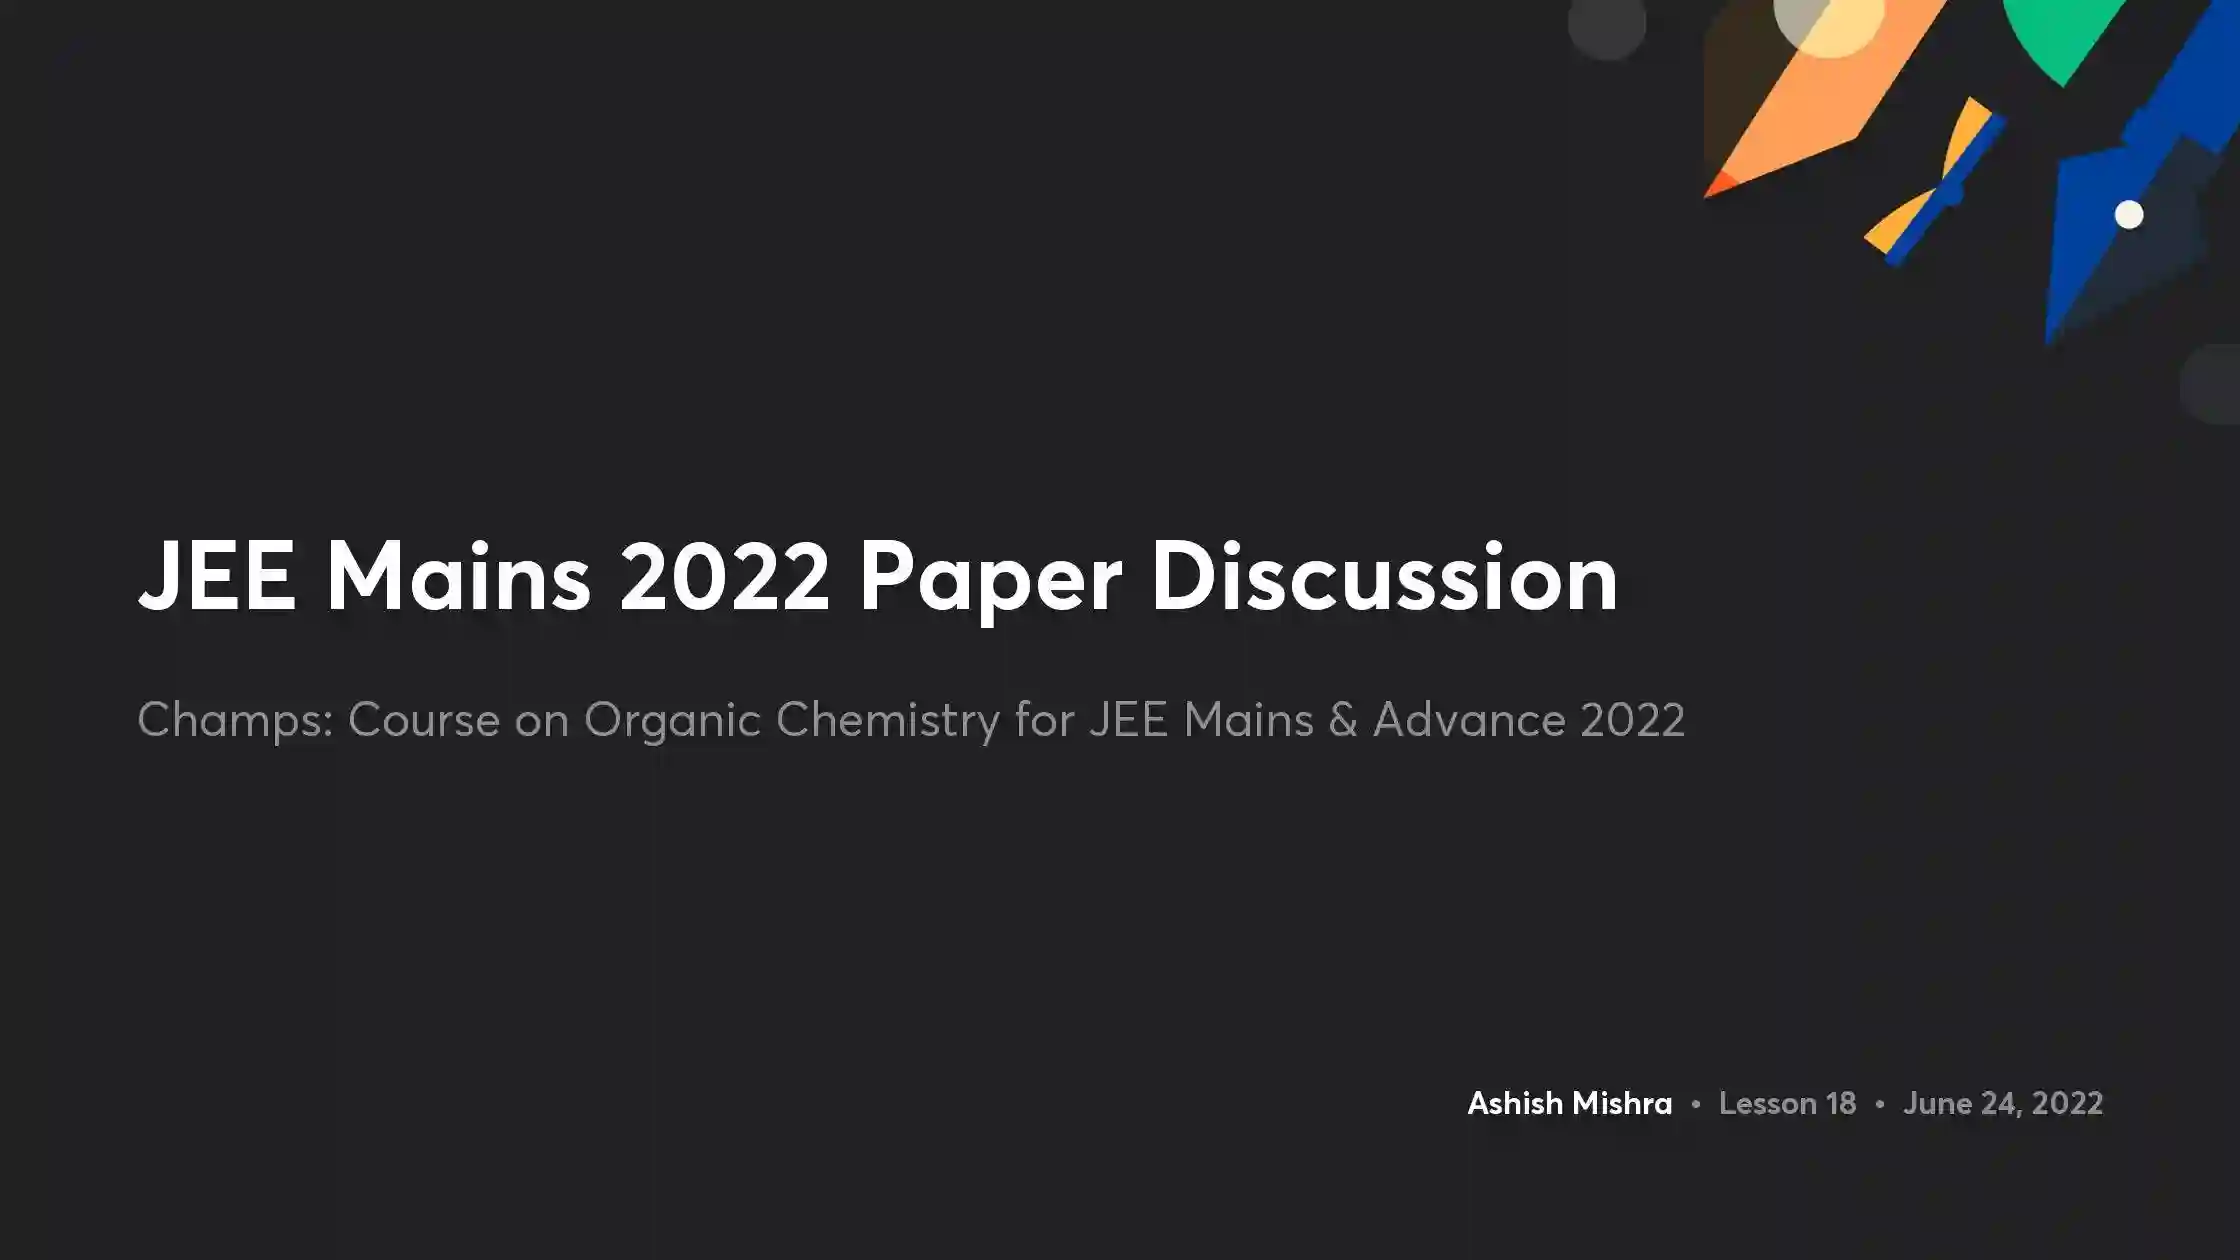 JEE Mains 2022 Paper Discussion
Champs: Course on Organic Chemistry for JEE Mains & Advance 2022
Ashish Mishra • Lesson 18 • June 24, 2022